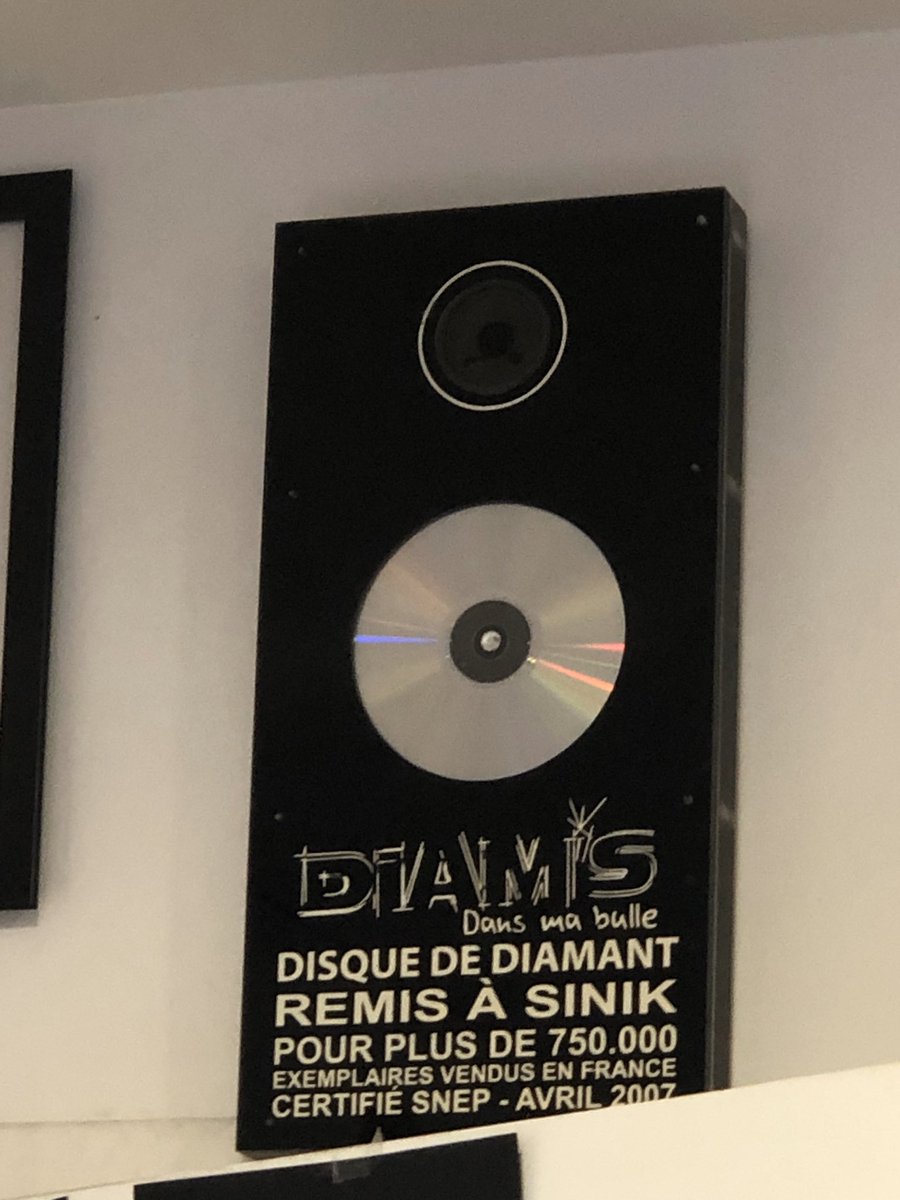 DIAM'S
Dans ma bulle
DISQUE DE DIAMANT
REMIS À SINIK
POUR PLUS DE 750.000
EXEMPLAIRES VENDUS EN FRANCE
CERTIFIÉ SNEP - AVRIL 2007